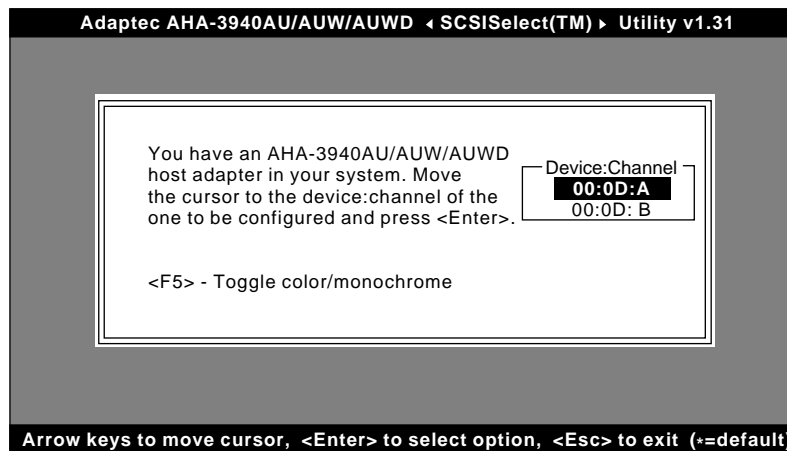 Adaptec AHA-3940AU/AUW/AUWD ◂ SCSISelect(TM) ▸ Utility v1.31
You have an AHA-3940AU/AUW/AUWD
host adapter in your system. Move
the cursor to the device:channel of the
one to be configured and press <Enter>.
Device:Channel
00:0D:A
00:0D: B
<F5> - Toggle color/monochrome
Arrow keys to move cursor, <Enter> to select option, <Esc> to exit (*=default)